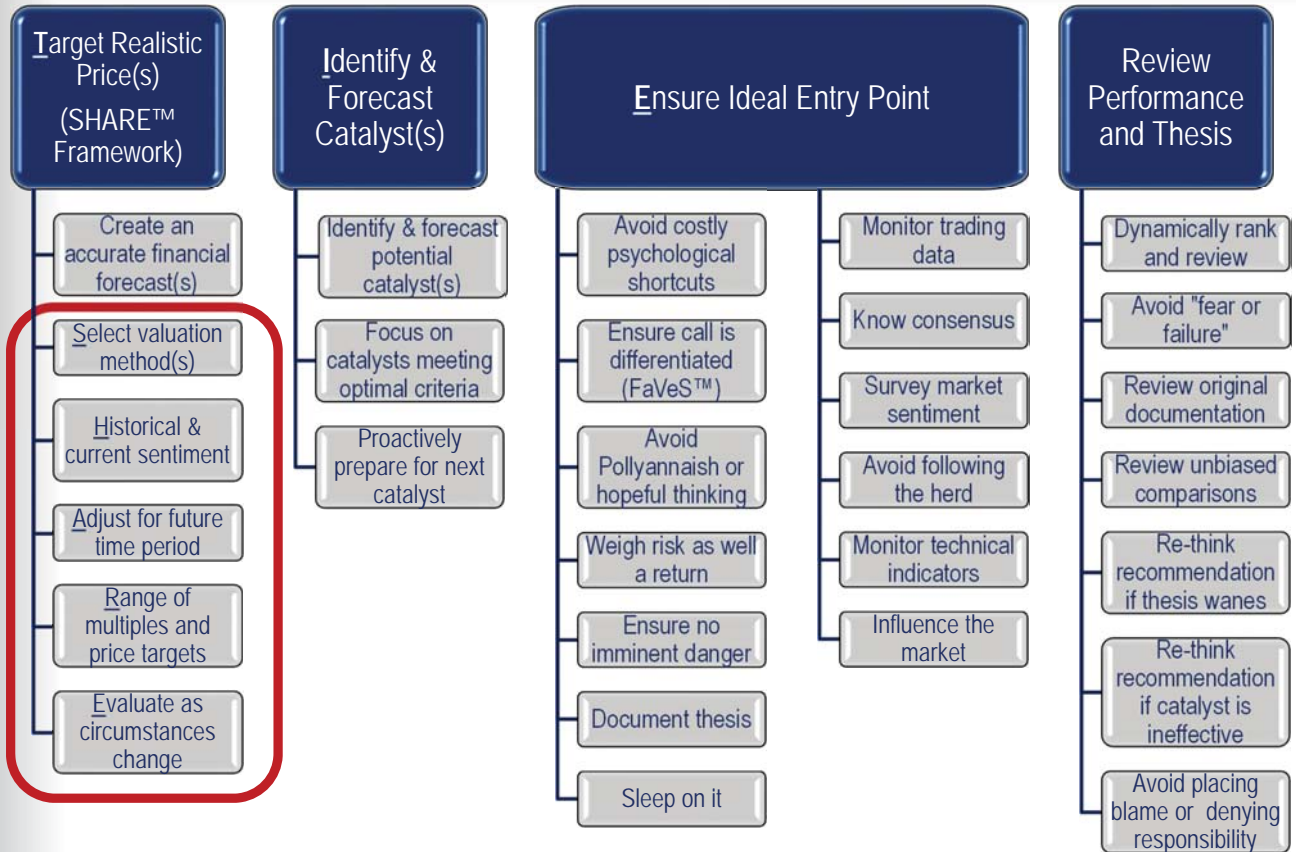 Target Realistic
Price(s)
(SHARE™
Framework)
Create an
accurate financial
forecast(s)
Select valuation
method(s)
Historical &
current sentiment
Adjust for future
time period
Range of
multiples and
price targets
Evaluate as
circumstances
change
Identify &
Forecast
Catalyst(s)
Identify & forecast
potential
catalyst(s)
Focus on
catalysts meeting
optimal criteria
Proactively
prepare for next
catalyst
Ensure Ideal Entry Point
Avoid costly
psychological
shortcuts
Ensure call is
differentiated
(FaVeS™)
Avoid
Pollyannaish or
hopeful thinking
Weigh risk as well
a return
Ensure no
imminent danger
Document thesis
Sleep on it
Monitor trading
data
Know consensus
Survey market
sentiment
Avoid following
the herd
Monitor technical
indicators
Influence the
market
Review
Performance
and Thesis
Dynamically rank
and review
Avoid "fear or
failure"
Review original
documentation
Review unbiased
comparisons
Re-think
recommendation
if thesis wanes
Re-think
recommendation
if catalyst is
ineffective
Avoid placing
blame or denying
responsibility